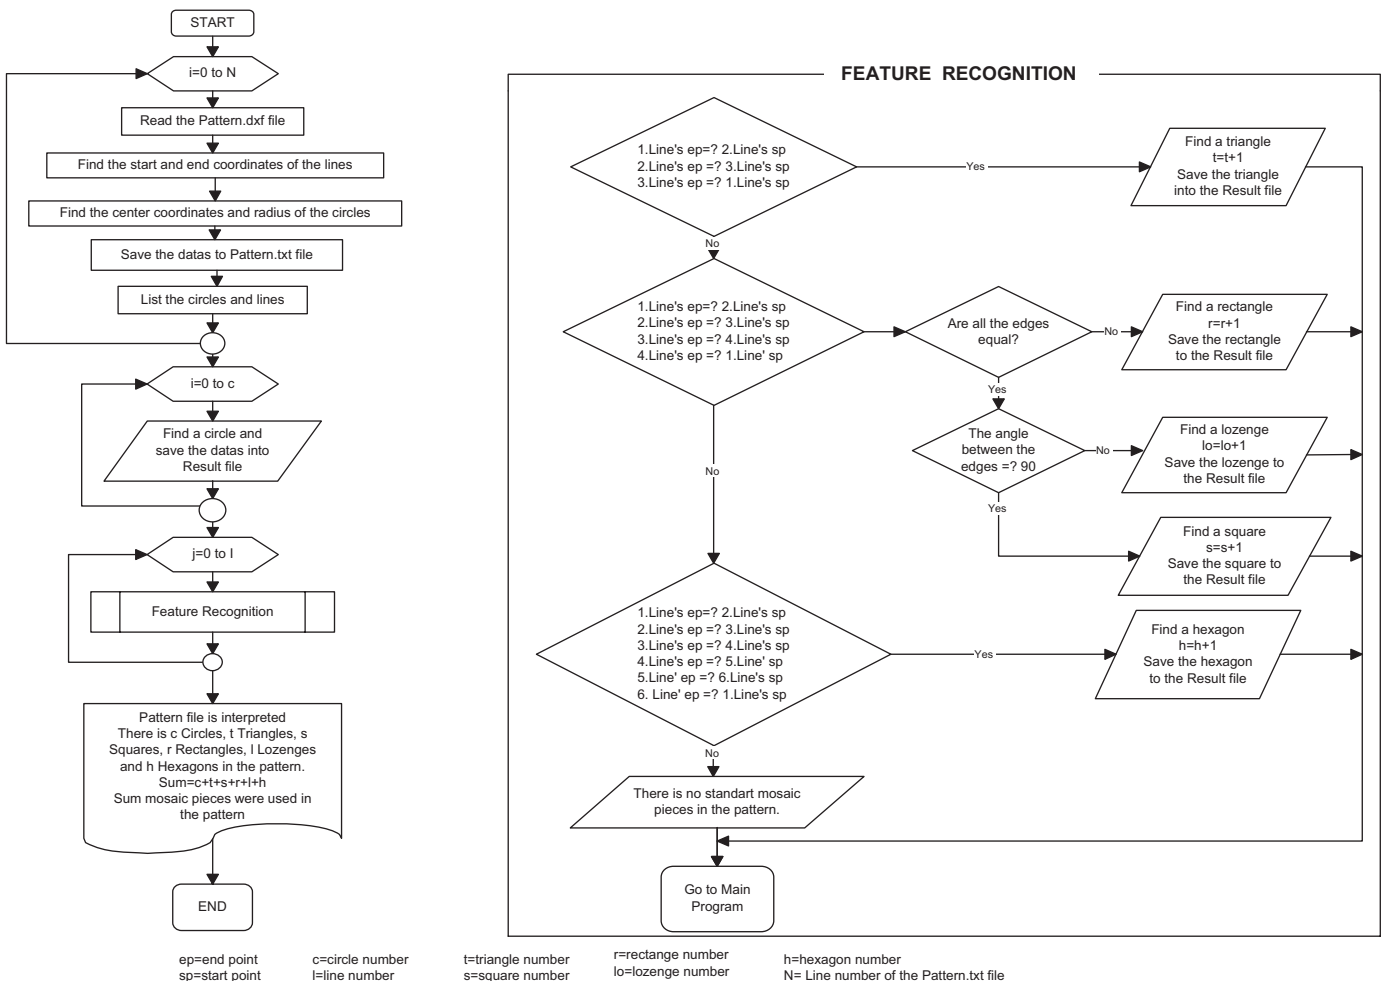 START
i=0 to N
Read the Pattern.dxf file
Find the start and end coordinates of the lines
Find the center coordinates and radius of the circles
Save the datas to Pattern.txt file
List the circles and lines
i=0 to c
Find a circle and
save the datas into
Result file
j=0 to l
Feature Recognition
Pattern file is interpreted
There is c Circles, t Triangles, s
Squares, r Rectangles, l Lozenges
and h Hexagons in the pattern.
Sum=c+t+s+r+l+h
Sum mosaic pieces were used in
the pattern
END
FEATURE RECOGNITION
1.Line's ep=? 2.Line's sp
2.Line's ep =? 3.Line's sp
3.Line's ep =? 1.Line's sp
Yes
Find a triangle
t=t+1
Save the triangle
into the Result file
No
1.Line's ep=? 2.Line's sp
2.Line's ep =? 3.Line's sp
3.Line's ep =? 4.Line's sp
4.Line's ep =? 1.Line' sp
Are all the edges
equal?
No
Find a rectangle
r=r+1
Save the rectangle
to the Result file
Yes
The angle
between the
edges =? 90
No
Find a lozenge
lo=lo+1
Save the lozenge to
the Result file
Yes
Find a square
s=s+1
Save the square to
the Result file
No
1.Line's ep=? 2.Line's sp
2.Line's ep =? 3.Line's sp
3.Line's ep =? 4.Line's sp
4.Line's ep =? 5.Line' sp
5.Line' ep =? 6.Line's sp
6. Line' ep =? 1.Line's sp
Yes
Find a hexagon
h=h+1
Save the hexagon
to the Result file
No
There is no standart mosaic
pieces in the pattern.
Go to Main
Program
ep=end point
sp=start point
c=circle number
l=line number
t=triangle number
s=square number
r=rectange number
lo=lozenge number
h=hexagon number
N= Line number of the Pattern.txt file